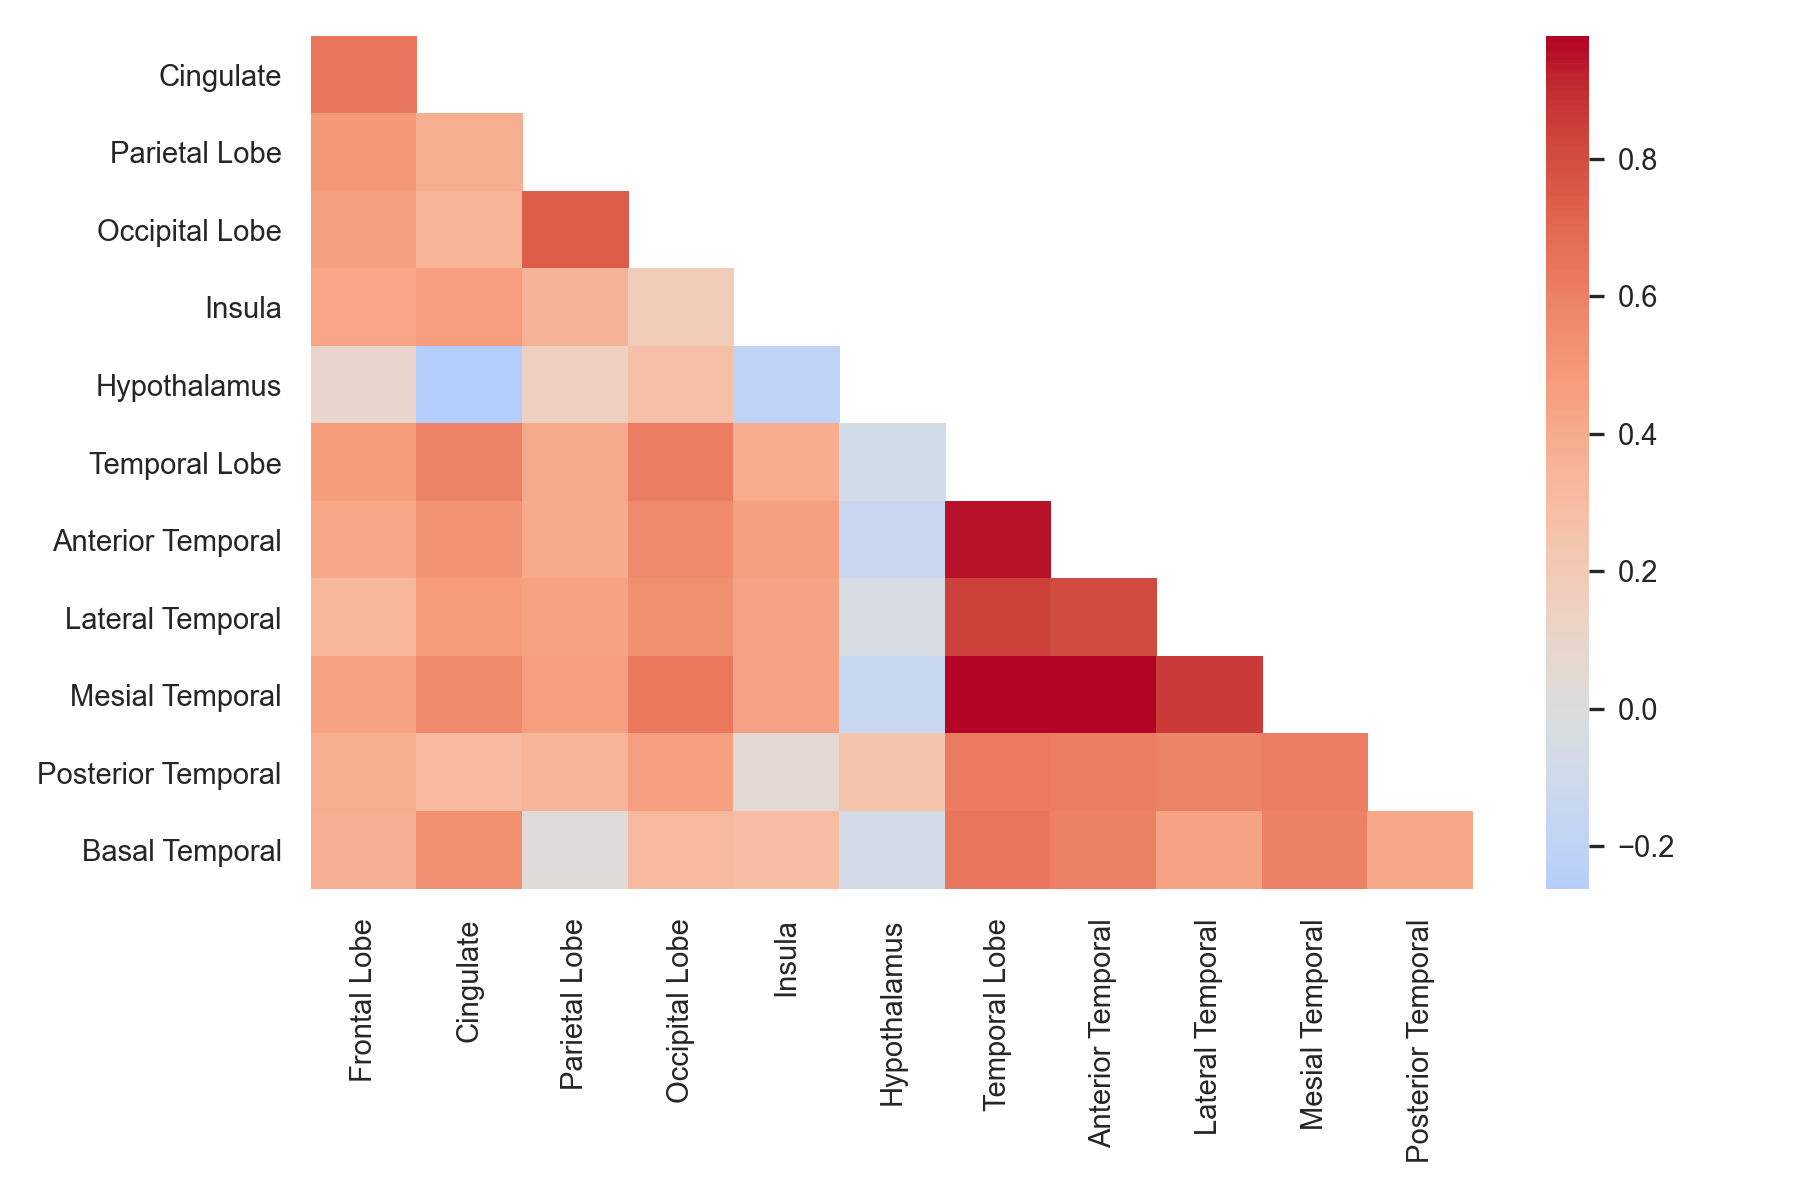 Cingulate
Parietal Lobe
Occipital Lobe
Insula
Hypothalamus
Temporal Lobe
Anterior Temporal
Lateral Temporal
Mesial Temporal
Posterior Temporal
Basal Temporal
Frontal Lobe
Cingulate
Parietal Lobe
Occipital Lobe
Insula
Hypothalamus
Temporal Lobe
Anterior Temporal
Lateral Temporal
Mesial Temporal
Posterior Temporal
0.8
0.6
0.4
0.2
0.0
−0.2